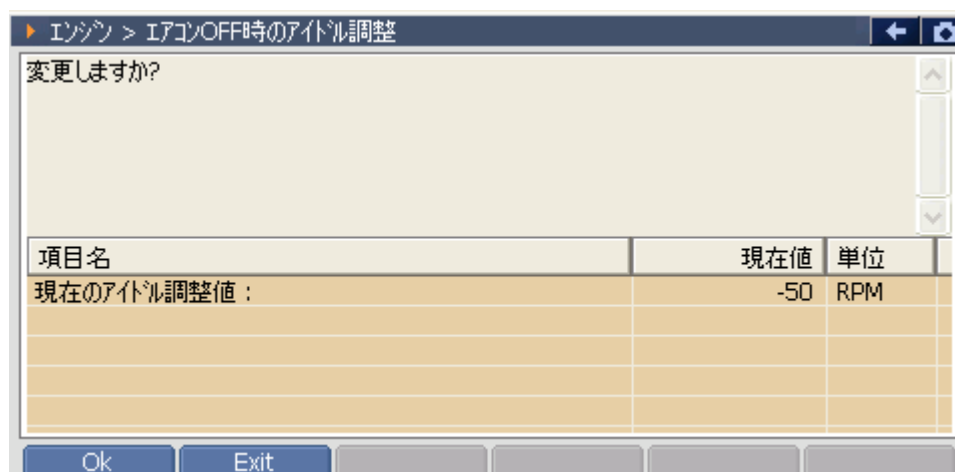 エンジン > エアコンOFF時のアイドル調整
変更しますか?
項目名 現在値 単位
現在のアイドル調整値: -50 RPM
Ok Exit